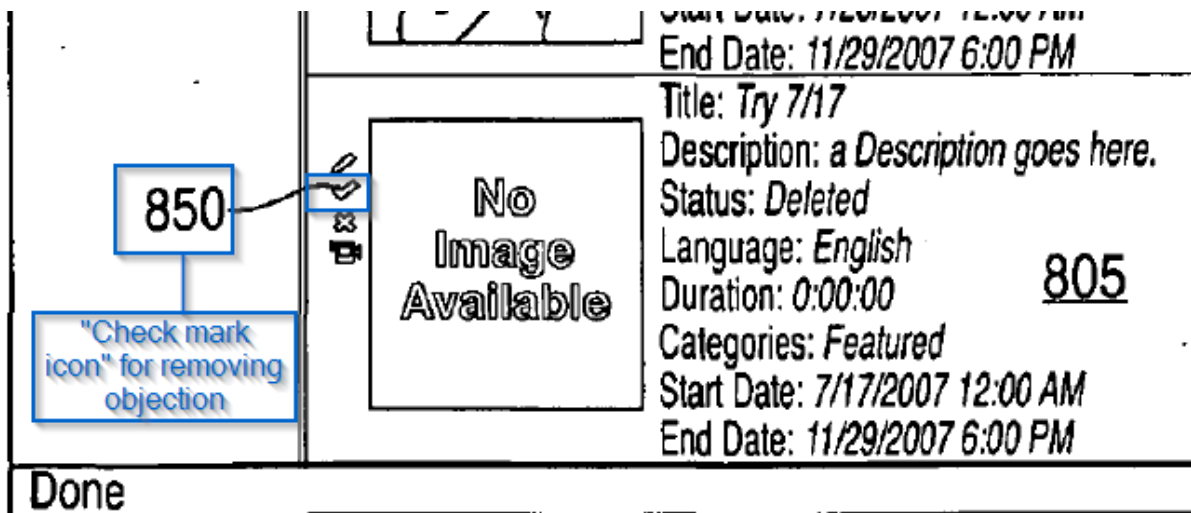 End Date: 11/29/2007 6:00 PM
Title: Try 7/17
Description: a Description goes here.
Status: Deleted
Language: English
Duration: 0:00:00
Categories: Featured
Start Date: 7/17/2007 12:00 AM
End Date: 11/29/2007 6:00 PM
No
Image
Available
805
850
"Check mark
icon" for removing
objection
Done